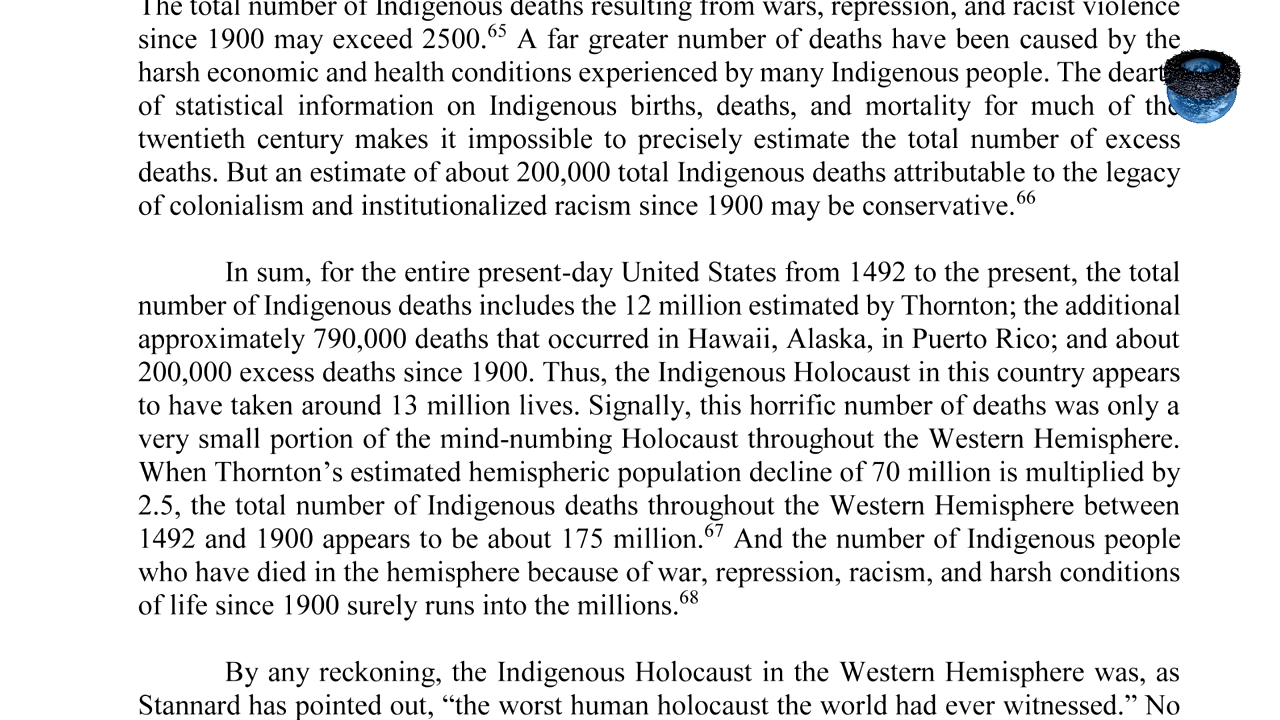 The total number of Indigenous deaths resulting from wars, repression, and racist violence
since 1900 may exceed 2500.65 A far greater number of deaths have been caused by the
harsh economic and health conditions experienced by many Indigenous people. The
of statistical information on Indigenous births, deaths, and mortality for much of the
twentieth century makes it impossible to precisely estimate the total number of excess
deaths. But an estimate of about 200,000 total Indigenous deaths attributable to the legacy
of colonialism and institutionalized racism since 1900 may be conservative.66
In sum, for the entire present-day United States from 1492 to the present, the total
number of Indigenous deaths includes the 12 million estimated by Thornton; the additional
approximately 790,000 deaths that occurred in Hawaii, Alaska, in Puerto Rico; and about
200,000 excess deaths since 1900. Thus, the Indigenous Holocaust in this country appears
to have taken around 13 million lives. Signally, this horrific number of deaths was only a
very small portion of the mind-numbing Holocaust throughout the Western Hemisphere.
When Thornton’s estimated hemispheric population decline of 70 million is multiplied by
2.5, the total number of Indigenous deaths throughout the Western Hemisphere between
1492 and 1900 appears to be about 175 million.67 And the number of Indigenous people
who have died in the hemisphere because of war, repression, racism, and harsh conditions
of life since 1900 surely runs into the millions.68
By any reckoning, the Indigenous Holocaust in the Western Hemisphere was, as
Stannard has pointed out, “the worst human holocaust the world had ever witnessed.” No